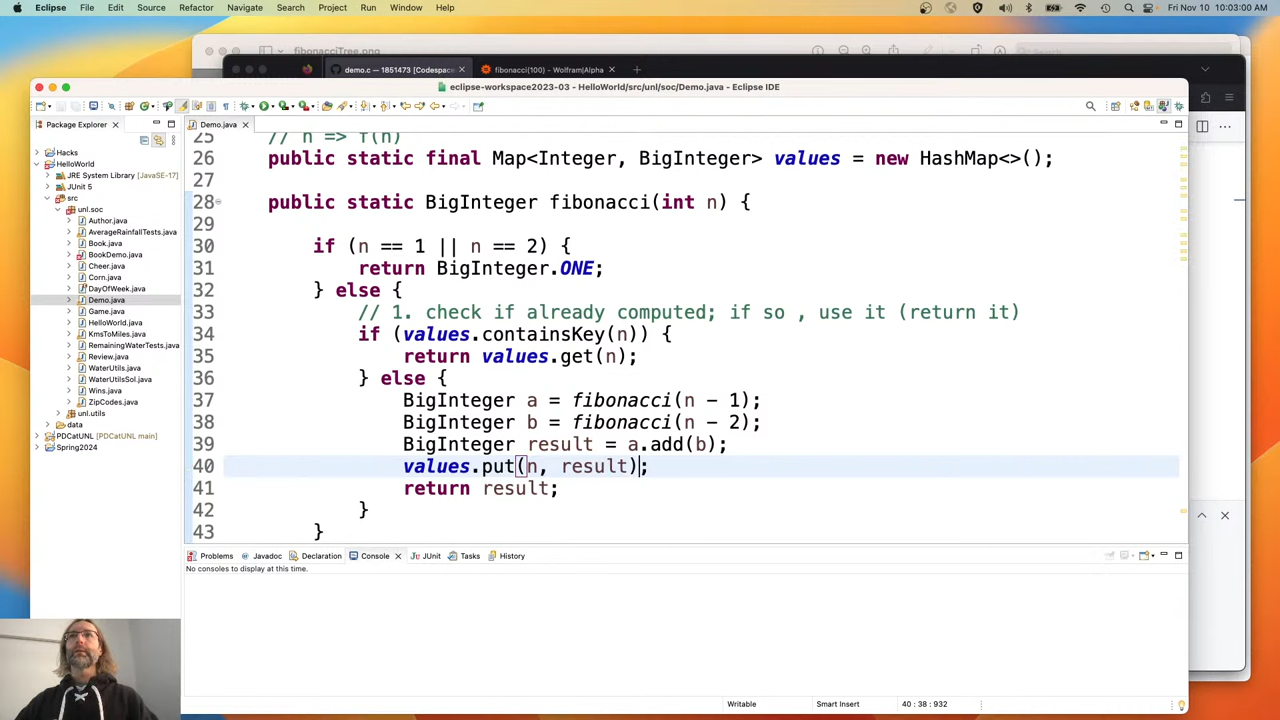 Eclipse File Edit Source Refactor Navigate Search Project Run Window Help Fri Nov 10 10:03:00 AM
fibonacciTree.png
Search
demo.c — 1851473 [Codespac
fibonacci(100) - Wolfram|Alpha
eclipse-workspace2023-03 - HelloWorld/src/unl/soc/Demo.java - Eclipse IDE
Package Explorer
Demo.java
Hacks
HelloWorld
JRE System Library [JavaSE-17]
JUnit 5
src
unl.soc
Author.java
AverageRainfallTests.java
Book.java
BookDemo.java
Cheer.java
Corn.java
DayOfWeek.java
Demo.java
Game.java
HelloWorld.java
KmsToMiles.java
RemainingWaterTests.java
Review.java
WaterUtils.java
WaterUtilsSol.java
Wins.java
ZipCodes.java
unl.utils
data
PDCatUNL [PDCatUNL main]
Spring2024
25 // n => f(n)
26 public static final Map<Integer, BigInteger> values = new HashMap<>();
27
28 public static BigInteger fibonacci(int n) {
29
30 if (n == 1 || n == 2) {
31 return BigInteger.ONE;
32 } else {
33 // 1. check if already computed; if so , use it (return it)
34 if (values.containsKey(n)) {
35 return values.get(n);
36 } else {
37 BigInteger a = fibonacci(n - 1);
38 BigInteger b = fibonacci(n - 2);
39 BigInteger result = a.add(b);
40 values.put(n, result);
41 return result;
42 }
43 }
Problems Javadoc Declaration Console JUnit Tasks History
No consoles to display at this time.
Writable Smart Insert 40 : 38 : 932